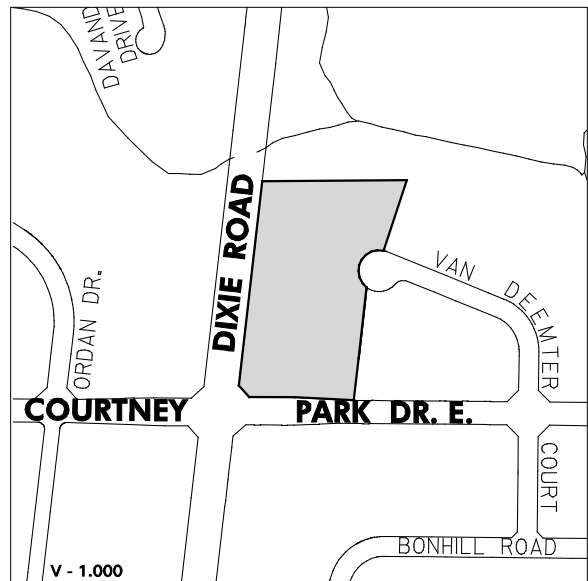 DAVAND
DRIVE
DIXIE ROAD
VAN DEEMTER
ORDAN DR.
COURTNEY PARK DR. E.
COURT
BONHILL ROAD
V - 1.000